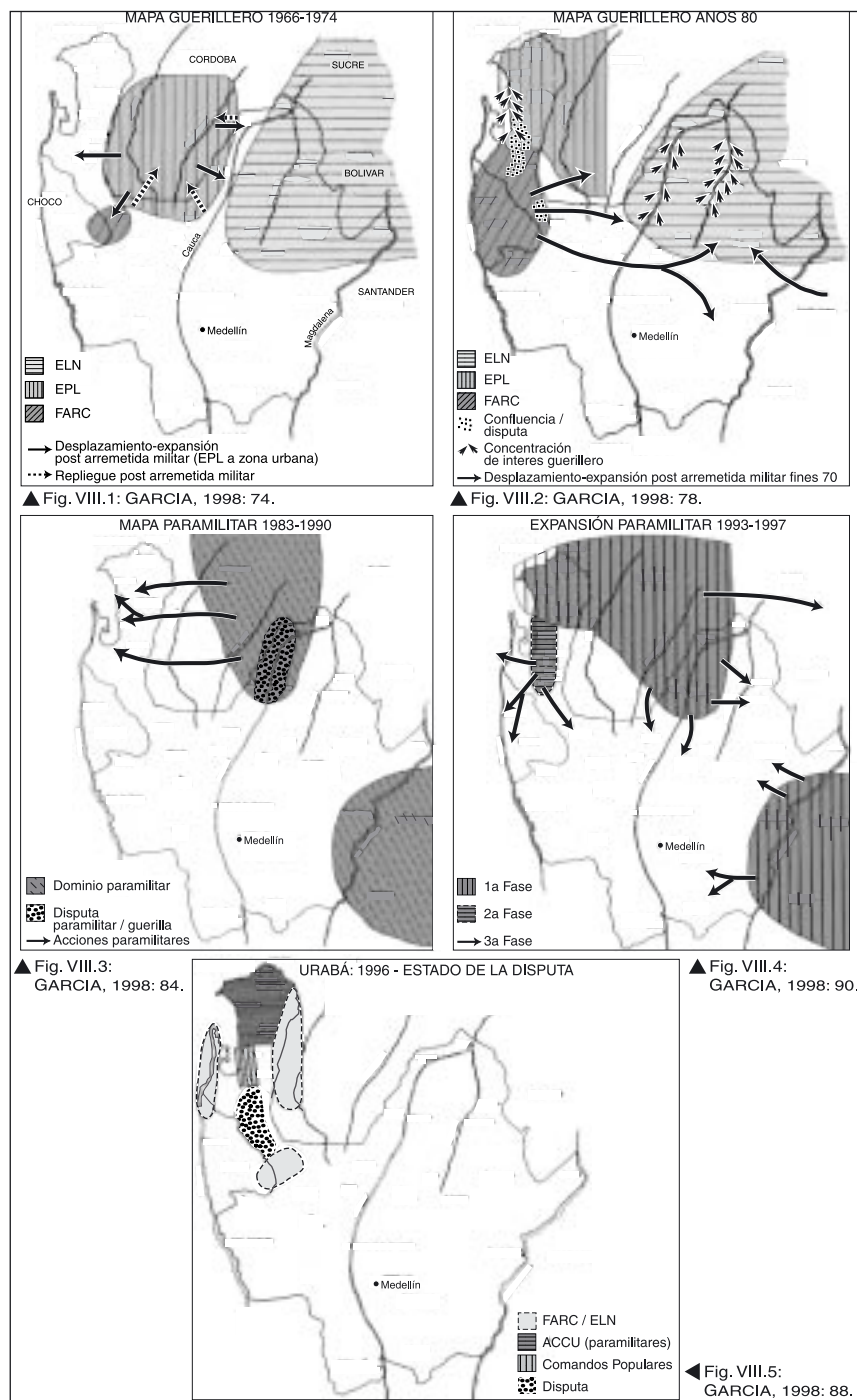 MAPA GUERILLERO 1966-1974
CORDOBA
SUCRE
BOLIVAR
CHOCO
Cauca
SANTANDER
Magdalena
Medellín
ELN
EPL
FARC
Desplazamiento-expansión
post arremetida militar (EPL a zona urbana)
Repliegue post arremetida militar
▲ Fig. VIII.1: GARCIA, 1998: 74.
MAPA GUERILLERO ANOS 80
Medellín
ELN
EPL
FARC
Confluencia /
disputa
Concentración
de interes guerillero
Desplazamiento-expansión post arremetida militar fines 70
▲ Fig. VIII.2: GARCIA, 1998: 78.
MAPA PARAMILITAR 1983-1990
Medellín
Dominio paramilitar
Disputa
paramilitar / guerilla
Acciones paramilitares
▲ Fig. VIII.3:
GARCIA, 1998: 84.
EXPANSIÓN PARAMILITAR 1993-1997
Medellín
1a Fase
2a Fase
3a Fase
▲ Fig. VIII.4:
GARCIA, 1998: 90.
URABÁ: 1996 - ESTADO DE LA DISPUTA
Medellín
FARC / ELN
ACCU (paramilitares)
Comandos Populares
Disputa
◀ Fig. VIII.5:
GARCIA, 1998: 88.